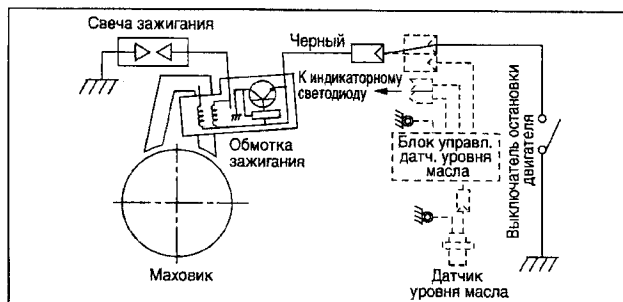 Свеча зажигания
Черный
К индикаторному
светодиоду
Обмотка
зажигания
Блок управл.
датч. уровня
масла
Выключатель остановки
двигателя
Маховик
Датчик
уровня масла